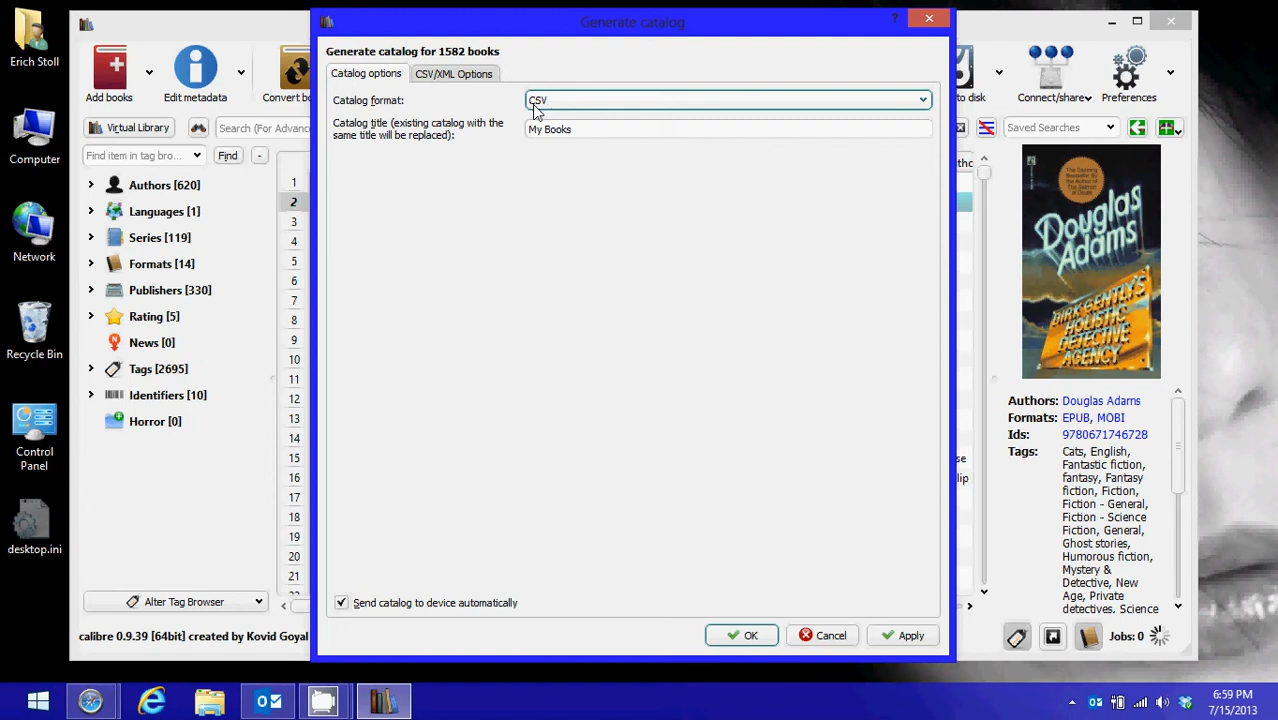 Erich Stoll
Computer
Network
Recycle Bin
Control
Panel
desktop.ini
Generate catalog
?
Generate catalog for 1582 books
Catalog options
CSV/XML Options
Catalog format:
CSV
Catalog title (existing catalog with the
same title will be replaced):
My Books
Send catalog to device automatically
OK
Cancel
Apply
Add books
Edit metadata
Convert bo
to disk
Connect/share
Preferences
Virtual Library
Search (For Advanc
Saved Searches
Find item in tag bro...
Find
-
Authors [620]
Languages [1]
Series [119]
Formats [14]
Publishers [330]
Rating [5]
News [0]
Tags [2695]
Identifiers [10]
Horror [0]
Alter Tag Browser
calibre 0.9.39 [64bit] created by Kovid Goyal
1
2
3
4
5
6
7
8
9
10
11
12
13
14
15
16
17
18
19
20
21
Douglas
Adams
DIRK GENTLY'S
HOLISTIC
DETECTIVE
AGENCY
Authors: Douglas Adams
Formats: EPUB, MOBI
Ids: 9780671746728
Tags: Cats, English,
Fantastic fiction,
fantasy, Fantasy
fiction, Fiction,
Fiction - General,
Fiction - Science
Fiction, General,
Ghost stories,
Humorous fiction,
Mystery &
Detective, New
Age, Private
detectives, Science
Jobs: 0
6:59 PM
7/15/2013